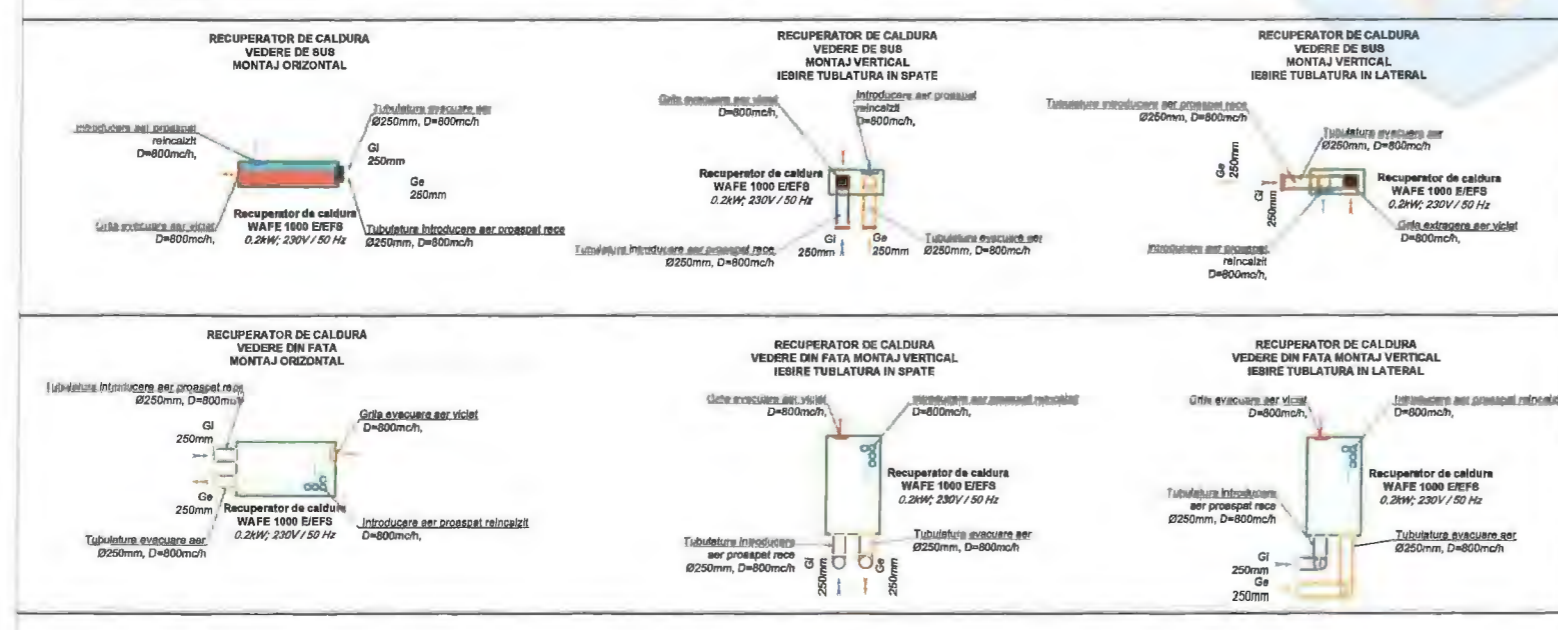 RECUPERATOR DE CALDURA
VEDERE DE SUS
MONTAJ ORIZONTAL
Tubulatura evacuare aer
Ø250mm, D=800mc/h
Introducere aer proaspat
reincalzit
D=800mc/h,
GI
250mm
Ge
250mm
Recuperator de caldura
WAFE 1000 E/EFS
0.2kW; 230V / 50 Hz
Grila evacuare aer viciat
D=800mc/h,
Tubulatura Introducere aer proaspat rece
Ø250mm, D=800mc/h
RECUPERATOR DE CALDURA
VEDERE DE SUS
MONTAJ VERTICAL
IESIRE TUBLATURA IN SPATE
Grila evacuare aer viciat
D=800mc/h,
Introducere aer proaspat
reincalzit
D=800mc/h,
Recuperator de caldura
WAFE 1000 E/EFS
0.2kW; 230V / 50 Hz
Tubulatura introducere aer proaspat rece
Ø250mm, D=800mc/h
GI
250mm
Ge
250mm
Tubulatura evacuare aer
Ø250mm, D=800mc/h
RECUPERATOR DE CALDURA
VEDERE DE SUS
MONTAJ VERTICAL
IESIRE TUBLATURA IN LATERAL
Tubulatura introducere aer proaspat rece
Ø250mm, D=800mc/h
Tubulatura evacuare aer
Ø250mm, D=800mc/h
Ge
250mm
GI
250mm
Recuperator de caldura
WAFE 1000 E/EFS
0.2kW; 230V / 50 Hz
Grila extragere aer viciat
D=800mc/h,
Introducere aer proaspat
reincalzit
D=800mc/h,
RECUPERATOR DE CALDURA
VEDERE DIN FATA
MONTAJ ORIZONTAL
Tubulatura Introducere aer proaspat rece
Ø250mm, D=800mc/h
GI
250mm
Grila evacuare aer viciat
D=800mc/h,
Ge
250mm
Recuperator de caldura
WAFE 1000 E/EFS
0.2kW; 230V / 50 Hz
Tubulatura evacuare aer
Ø250mm, D=800mc/h
Introducere aer proaspat reincalzit
D=800mc/h,
RECUPERATOR DE CALDURA
VEDERE DIN FATA MONTAJ VERTICAL
IESIRE TUBLATURA IN SPATE
Grila evacuare aer viciat
D=800mc/h,
Introducere aer proaspat reincalzit
D=800mc/h,
Recuperator de caldura
WAFE 1000 E/EFS
0.2kW; 230V / 50 Hz
Tubulatura introducere
aer proaspat rece
Ø250mm, D=800mc/h
GI
250mm
Ge
250mm
Tubulatura evacuare aer
Ø250mm, D=800mc/h
RECUPERATOR DE CALDURA
VEDERE DIN FATA MONTAJ VERTICAL
IESIRE TUBLATURA IN LATERAL
Grila evacuare aer viciat
D=800mc/h,
Introducere aer proaspat reincalzit
D=800mc/h,
Recuperator de caldura
WAFE 1000 E/EFS
0.2kW; 230V / 50 Hz
Tubulatura introducere
aer proaspat rece
Ø250mm, D=800mc/h
Tubulatura evacuare aer
Ø250mm, D=800mc/h
GI
250mm
Ge
250mm